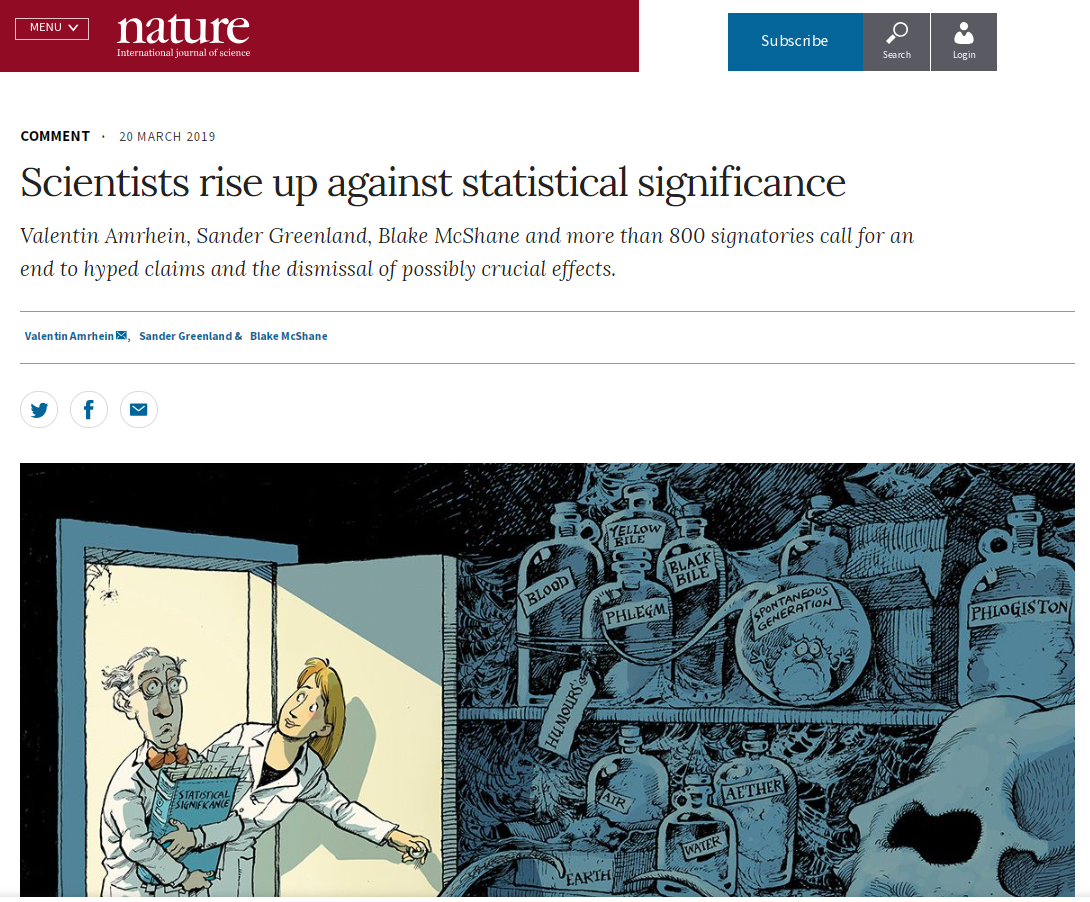 MENU
nature
International journal of science
Subscribe
Search
Login
COMMENT · 20 MARCH 2019
Scientists rise up against statistical significance
Valentin Amrhein, Sander Greenland, Blake McShane and more than 800 signatories call for an
end to hyped claims and the dismissal of possibly crucial effects.
Valentin Amrhein, Sander Greenland & Blake McShane
YELLOW
BILE
BLOOD
BLACK
BILE
PHLEGM
SPONTANEOUS
GENERATION
PHLOGISTON
HUMOURS
STATISTICAL
SIGNIFICANCE
AIR
AETHER
WATER
EARTH